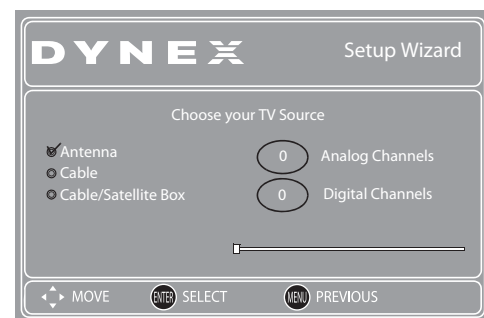 DYNEX
Setup Wizard
Choose your TV Source
Antenna
0 Analog Channels
Cable
Cable/Satellite Box
0 Digital Channels
MOVE ENTER SELECT MENU PREVIOUS